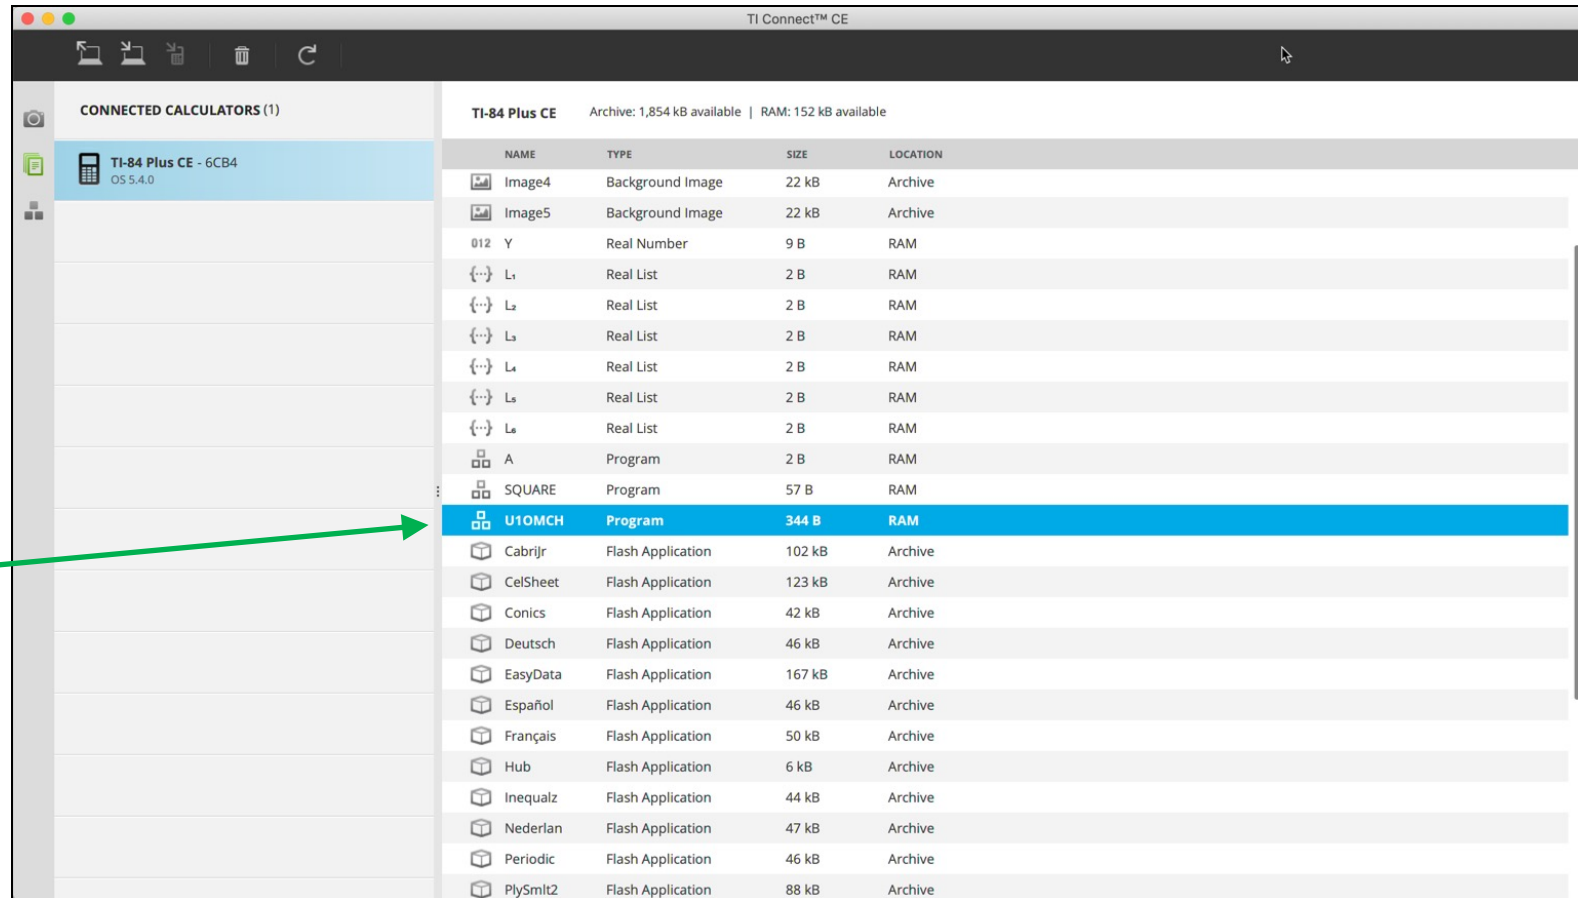 TI Connect™ CE
CONNECTED CALCULATORS (1)
TI-84 Plus CE - 6CB4
OS 5.4.0
TI-84 Plus CE Archive: 1,854 kB available | RAM: 152 kB available
NAME TYPE SIZE LOCATION
Image4 Background Image 22 kB Archive
Image5 Background Image 22 kB Archive
012 Y Real Number 9 B RAM
{···} L₁ Real List 2 B RAM
{···} L₂ Real List 2 B RAM
{···} L₃ Real List 2 B RAM
{···} L₄ Real List 2 B RAM
{···} L₅ Real List 2 B RAM
{···} L₆ Real List 2 B RAM
A Program 2 B RAM
SQUARE Program 57 B RAM
U1OMCH Program 344 B RAM
CabriJr Flash Application 102 kB Archive
CelSheet Flash Application 123 kB Archive
Conics Flash Application 42 kB Archive
Deutsch Flash Application 46 kB Archive
EasyData Flash Application 167 kB Archive
Español Flash Application 46 kB Archive
Français Flash Application 50 kB Archive
Hub Flash Application 6 kB Archive
Inequalz Flash Application 44 kB Archive
Nederlan Flash Application 47 kB Archive
Periodic Flash Application 46 kB Archive
PlySmlt2 Flash Application 88 kB Archive